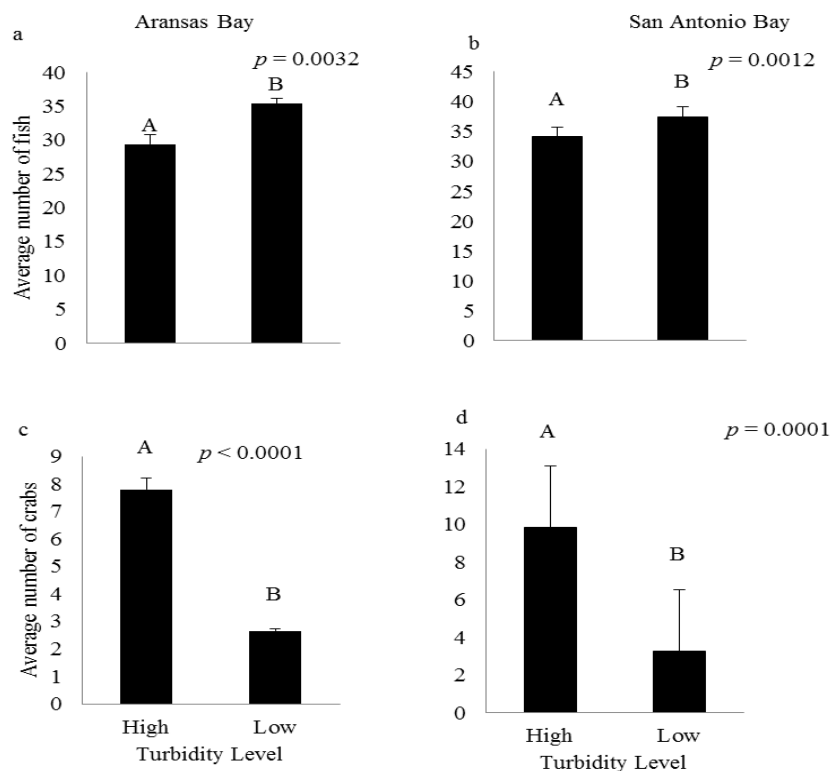 Aransas Bay
San Antonio Bay
a
p = 0.0032
40
35
30
25
20
15
10
5
0
Average number of fish
A
B
b
p = 0.0012
45
40
35
30
25
20
15
10
5
0
A
B
c
p < 0.0001
9
8
7
6
5
4
3
2
1
0
Average number of crabs
A
B
High
Low
Turbidity Level
d
p = 0.0001
14
12
10
8
6
4
2
0
A
B
High
Low
Turbidity Level